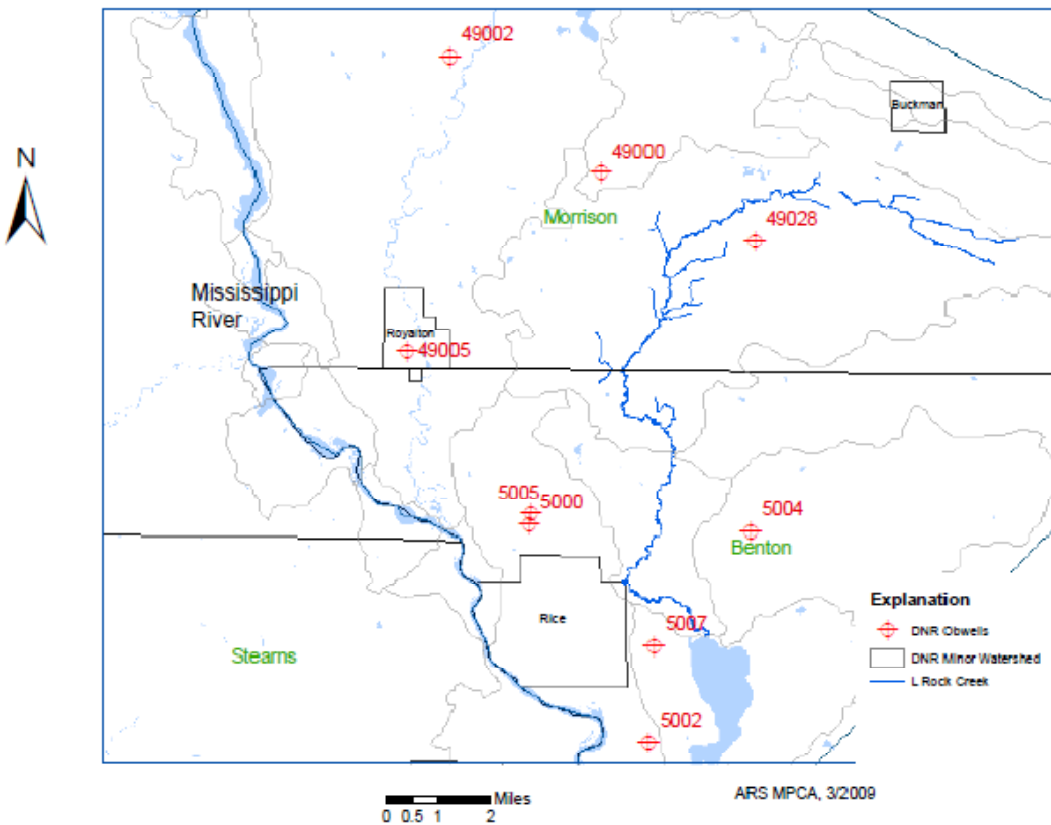 49002
Buckman
N
49000
Morrison
49028
Mississippi
River
Royalton
49005
5005
5000
5004
Benton
Explanation
DNR Obwells
Rice
5007
Stearns
DNR Minor Watershed
L Rock Creek
5002
Miles
0 0.5 1 2
ARS MPCA, 3/2009